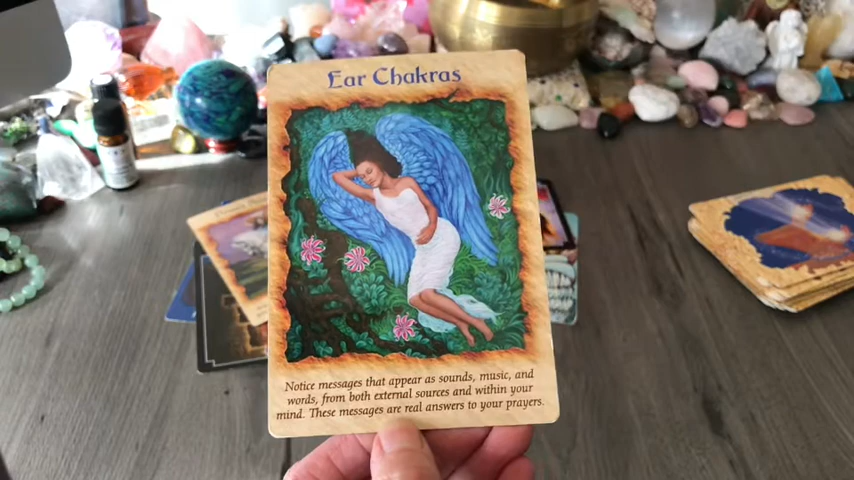 Ear Chakras
Notice messages that appear as sounds, music, and
words, from both external sources and within your
mind. These messages are real answers to your prayers.